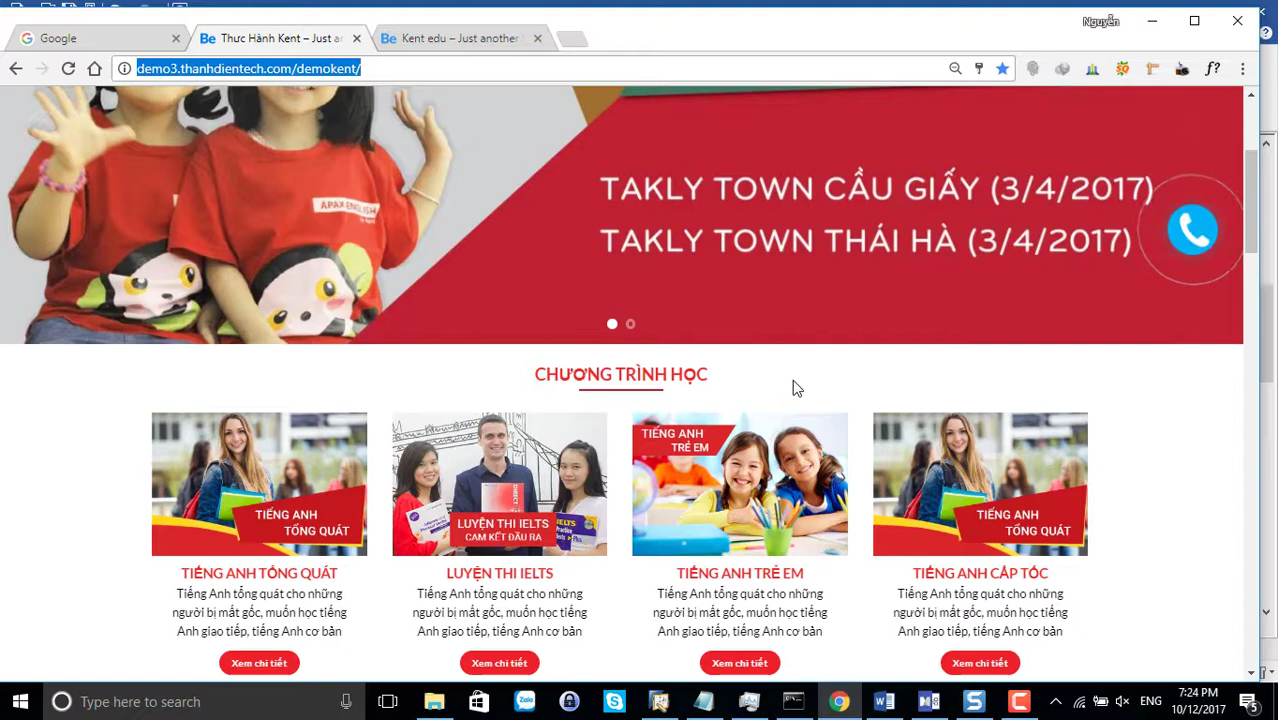 Nguyễn
Google
Be Thực Hành Kent – Just a
Be Kent edu – Just another
demo3.thanhdientech.com/demokent/
f?
APAX ENGLISH
TAKLY TOWN CẦU GIẤY (3/4/2017)
TAKLY TOWN THÁI HÀ (3/4/2017)
CHƯƠNG TRÌNH HỌC
TIẾNG ANH
TỔNG QUÁT
LUYỆN THI IELTS
CAM KẾT ĐẦU RA
TIẾNG ANH
TRẺ EM
TIẾNG ANH
TỔNG QUÁT
TIẾNG ANH TỔNG QUÁT
Tiếng Anh tổng quát cho những
người bị mất gốc, muốn học tiếng
Anh giao tiếp, tiếng Anh cơ bản
Xem chi tiết
LUYỆN THI IELTS
Tiếng Anh tổng quát cho những
người bị mất gốc, muốn học tiếng
Anh giao tiếp, tiếng Anh cơ bản
Xem chi tiết
TIẾNG ANH TRẺ EM
Tiếng Anh tổng quát cho những
người bị mất gốc, muốn học tiếng
Anh giao tiếp, tiếng Anh cơ bản
Xem chi tiết
TIẾNG ANH CẤP TỐC
Tiếng Anh tổng quát cho những
người bị mất gốc, muốn học tiếng
Anh giao tiếp, tiếng Anh cơ bản
Xem chi tiết
Type here to search
Zalo
ENG
7:24 PM
10/12/2017
5